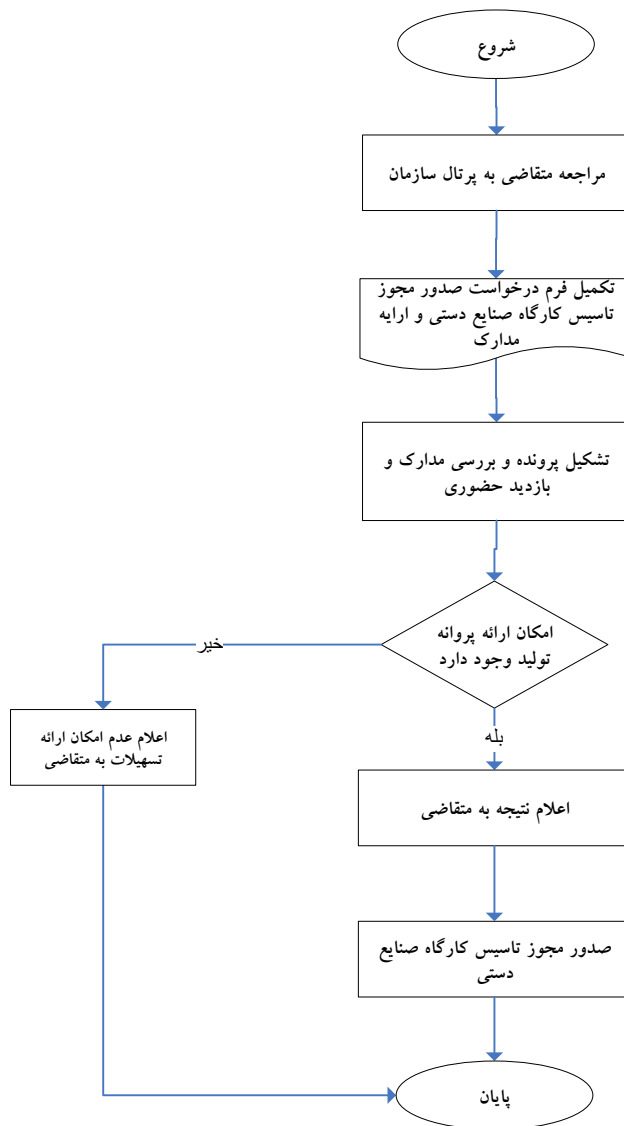 شروع
مراجعه متقاضی به پرتال سازمان
تکمیل فرم درخواست صدور مجوز
تاسیس کارگاه صنایع دستی و ارایه
مدارک
تشکیل پرونده و بررسی مدارک و
بازدید حضوری
امکان ارائه پروانه
تولید وجود دارد
خیر
بله
اعلام عدم امکان ارائه
تسهیلات به متقاضی
اعلام نتیجه به متقاضی
صدور مجوز تاسیس کارگاه صنایع
دستی
پایان